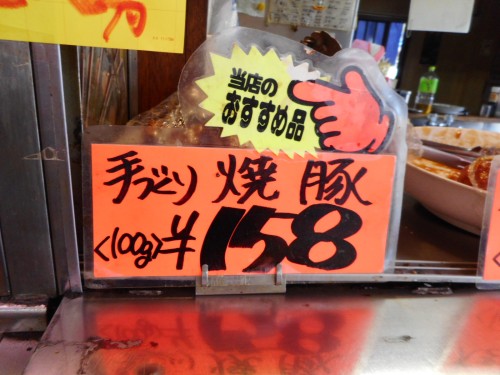 当店の
おすすめ品
手づくり 焼豚
<100g>¥158